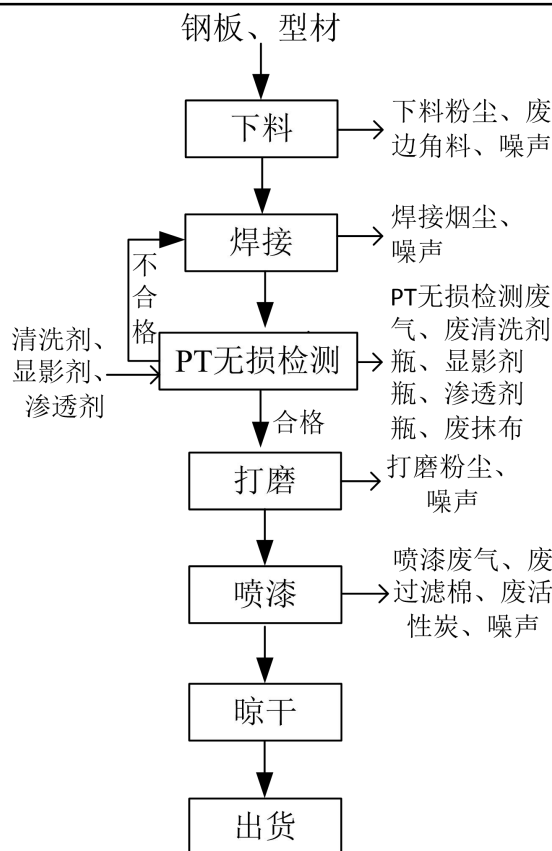 钢板、型材
下料
下料粉尘、废
边角料、噪声
焊接
焊接烟尘、
噪声
不
合
格
清洗剂、
显影剂、
渗透剂
PT无损检测
PT无损检测废
气、废清洗剂
瓶、显影剂
瓶、渗透剂
瓶、废抹布
合格
打磨
打磨粉尘、
噪声
喷漆
喷漆废气、废
过滤棉、废活
性炭、噪声
晾干
出货